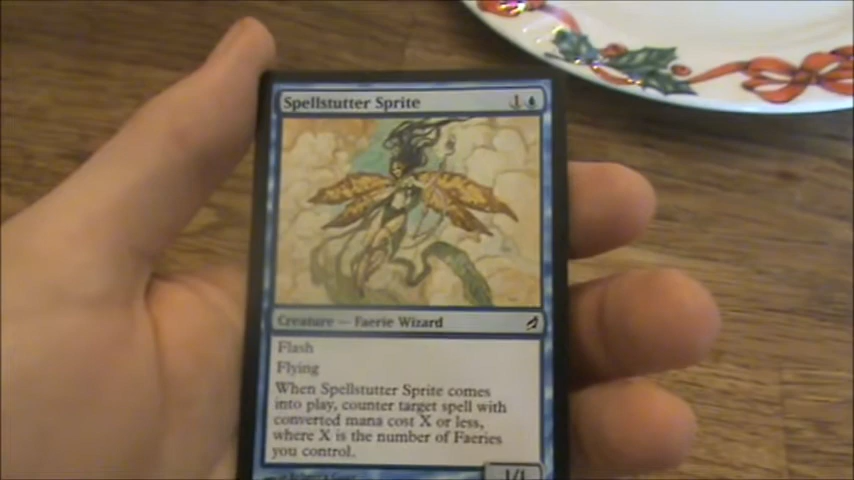 Spellstutter Sprite 1
Creature — Faerie Wizard
Flash
Flying
When Spellstutter Sprite comes
into play, counter target spell with
converted mana cost X or less,
where X is the number of Faeries
you control.
1/1